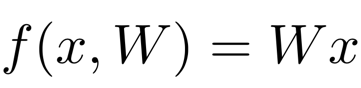 f(x, W) = Wx